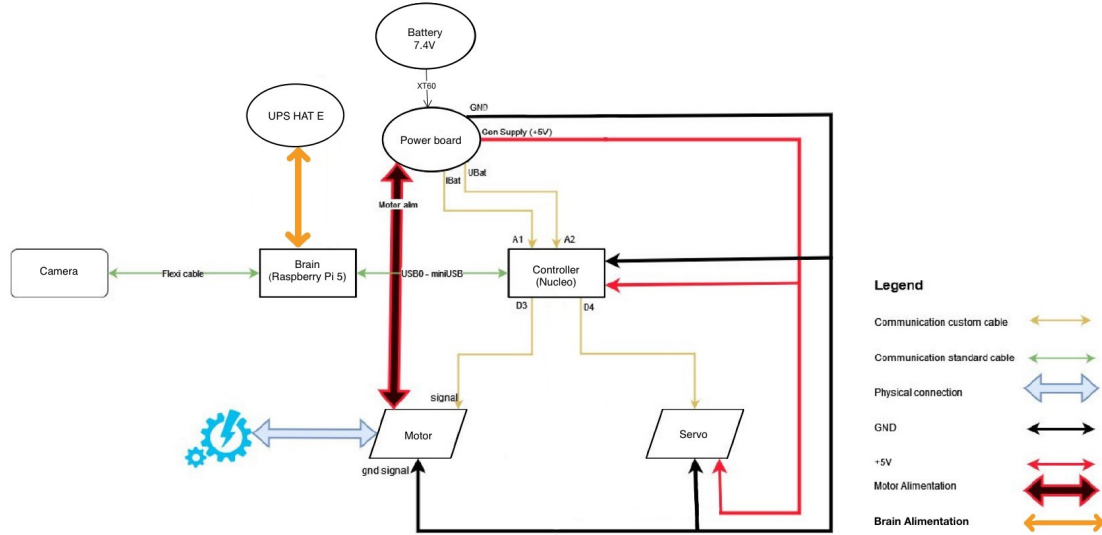 Battery
7.4V
XT60
UPS HAT E
GND
Power board
Gen Supply (+5V)
IBat
UBat
Motor alim
A1
A2
Camera
Flexi cable
Brain
(Raspberry Pi 5)
USB0 - miniUSB
Controller
(Nucleo)
D3
D4
signal
Motor
gnd signal
Servo
Legend
Communication custom cable
Communication standard cable
Physical connection
GND
+5V
Motor Alimentation
Brain Alimentation